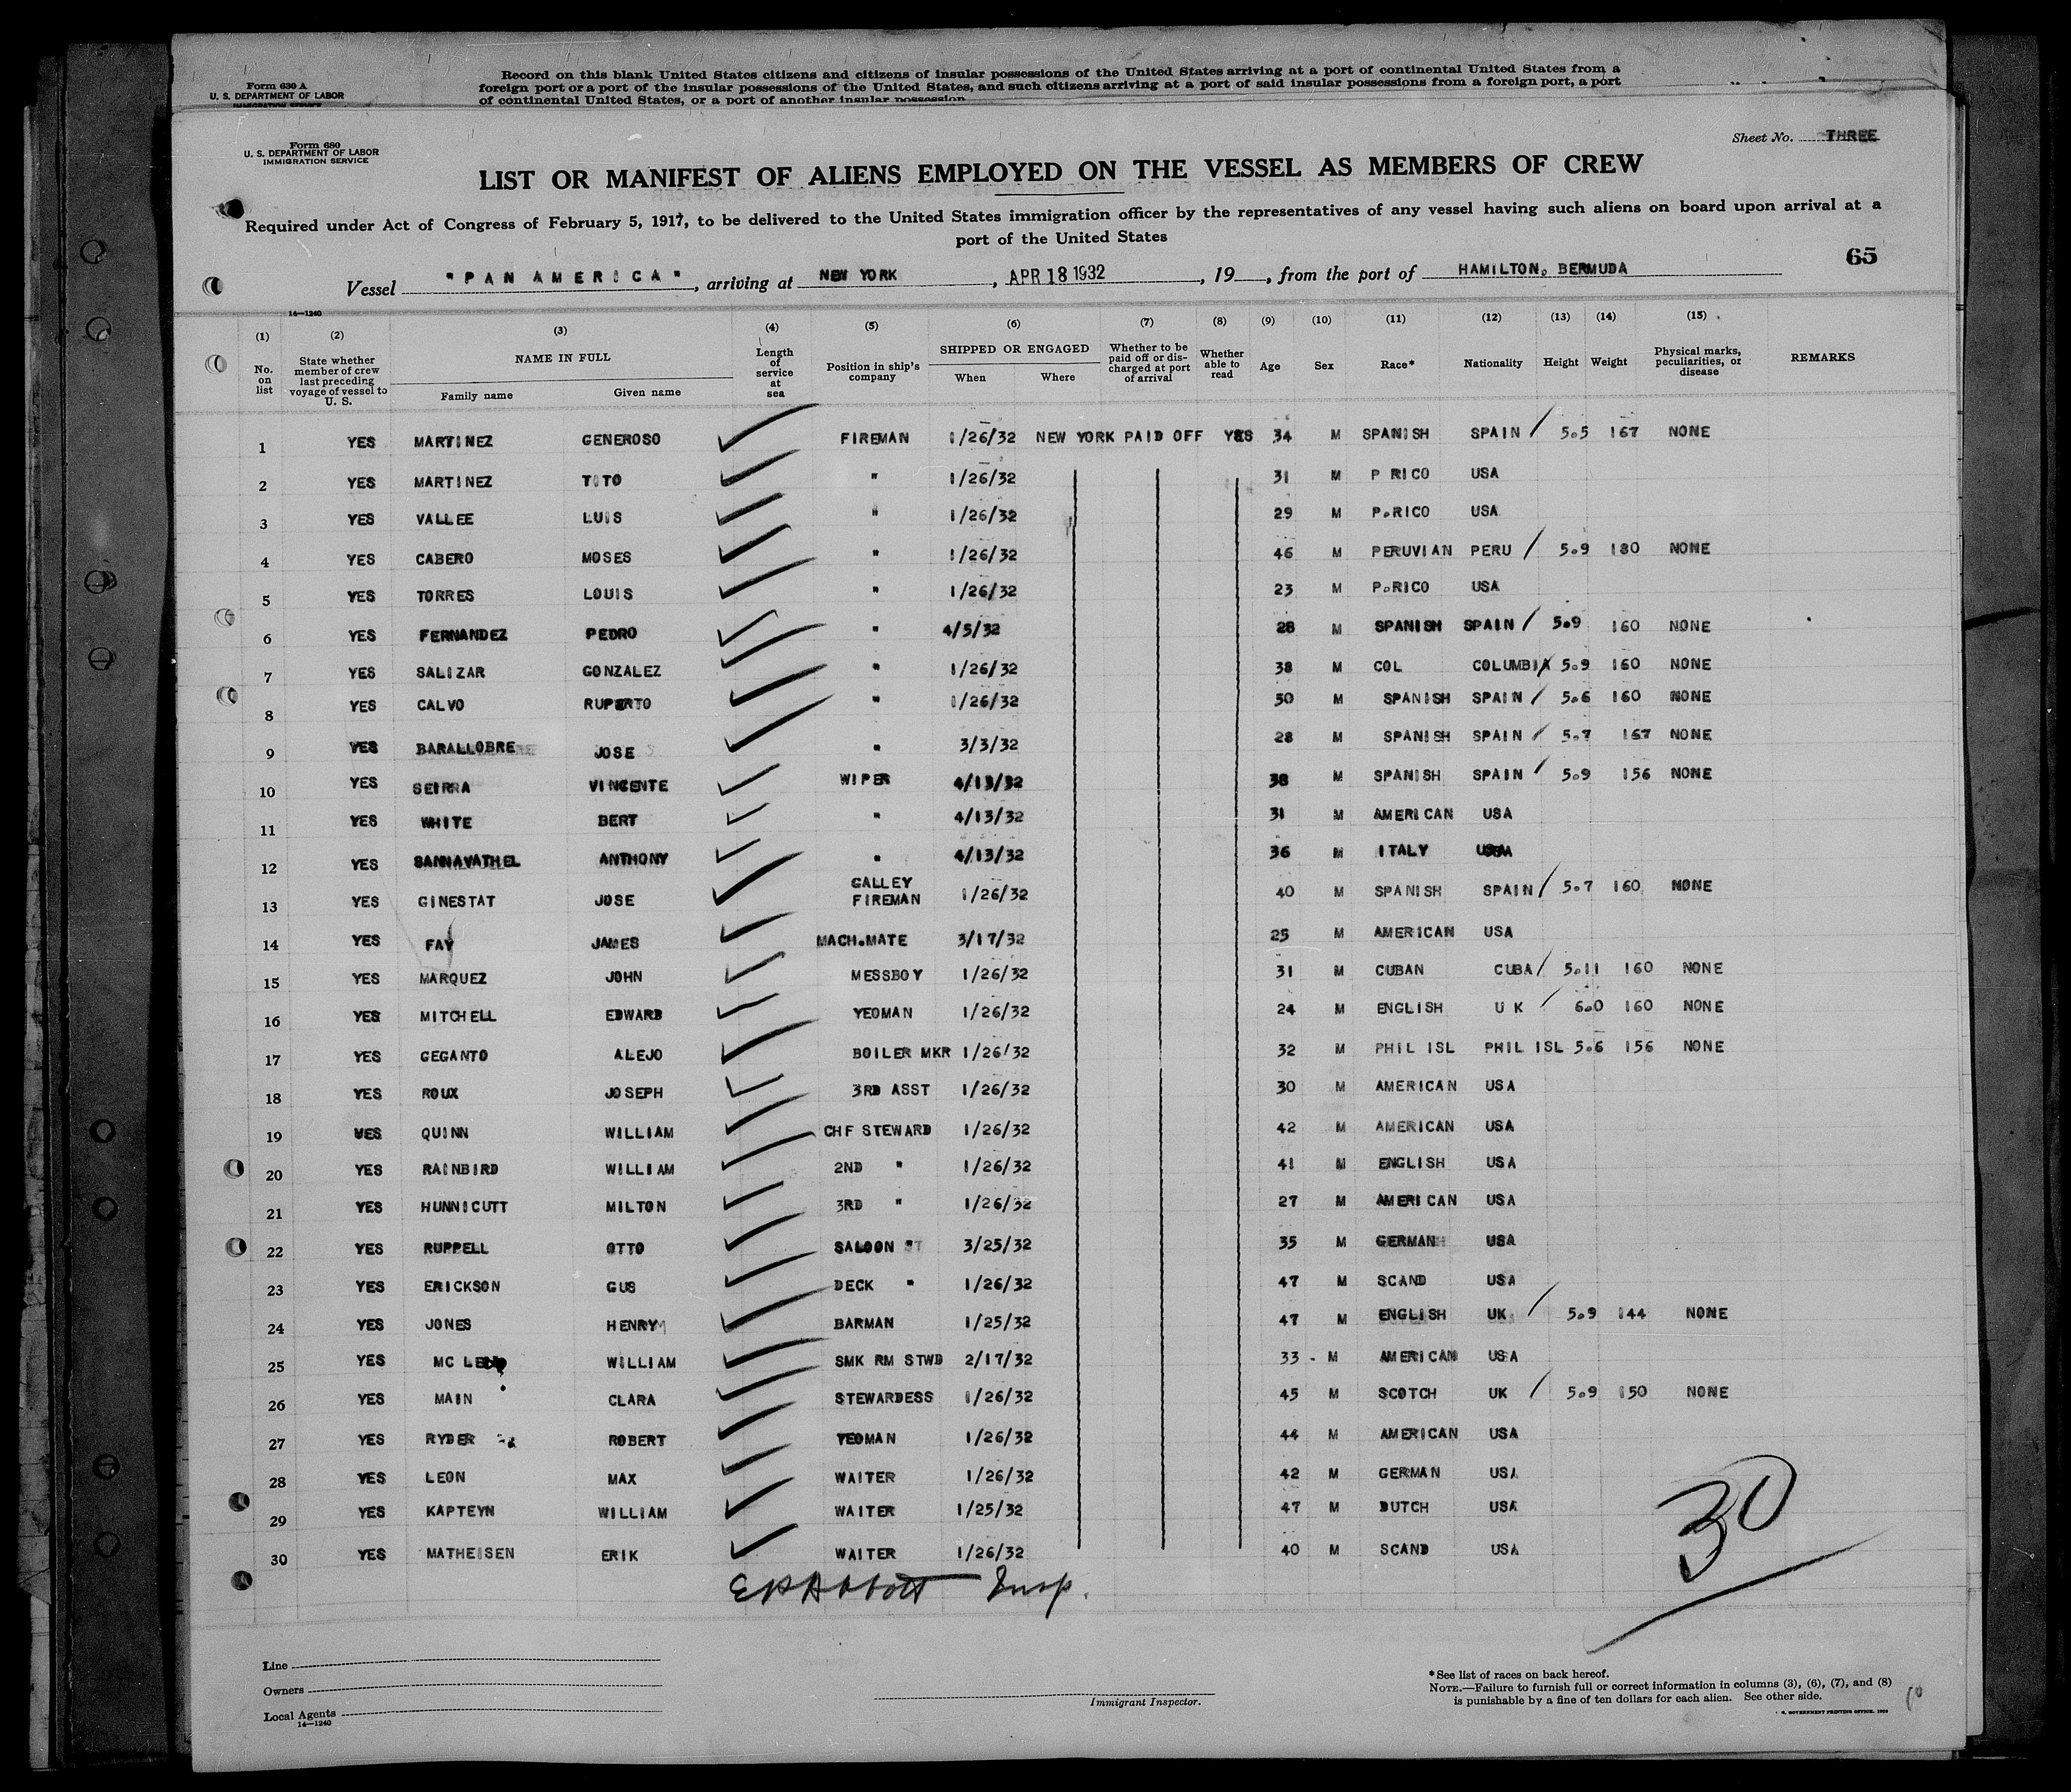 Form 630 A
U. S. DEPARTMENT OF LABOR
IMMIGRATION SERVICE
Record on this blank United States citizens and citizens of insular possessions of the United States arriving at a port of continental United States from a
foreign port or a port of the insular possessions of the United States, and such citizens arriving at a port of said insular possessions from a foreign port, a port
of continental United States, or a port of another insular possession
Form 680
U. S. DEPARTMENT OF LABOR
IMMIGRATION SERVICE
Sheet No. THREE
LIST OR MANIFEST OF ALIENS EMPLOYED ON THE VESSEL AS MEMBERS OF CREW
Required under Act of Congress of February 5, 1917, to be delivered to the United States immigration officer by the representatives of any vessel having such aliens on board upon arrival at a
port of the United States
65
Vessel "PAN AMERICA", arriving at NEW YORK, APR 18 1932, 19, from the port of HAMILTON, BERMUDA
14—1240
(1) (2) (3) (4) (5) (6) (7) (8) (9) (10) (11) (12) (13) (14) (15)
No. on list
State whether member of crew last preceding voyage of vessel to U. S.
NAME IN FULL
Family name Given name
Length of service at sea
Position in ship's company
SHIPPED OR ENGAGED
When Where
Whether to be paid off or discharged at port of arrival
Whether able to read
Age Sex Race* Nationality Height Weight
Physical marks, peculiarities, or disease
REMARKS
1 YES MARTINEZ GENEROSO FIREMAN 1/26/32 NEW YORK PAID OFF YES 34 M SPANISH SPAIN 5.5 167 NONE
2 YES MARTINEZ TITO " 1/26/32 31 M P RICO USA
3 YES VALLEE LUIS " 1/26/32 29 M P.RICO USA
4 YES CABERO MOSES " 1/26/32 46 M PERUVIAN PERU 5.9 180 NONE
5 YES TORRES LOUIS " 1/26/32 23 M P.RICO USA
6 YES FERNANDEZ PEDRO " 4/5/32 28 M SPANISH SPAIN 5.9 160 NONE
7 YES SALIZAR GONZALEZ " 1/26/32 38 M COL COLUMBIA 5.9 160 NONE
8 YES CALVO RUPERTO " 1/26/32 30 M SPANISH SPAIN 5.6 160 NONE
9 YES BARALLOBRE JOSE " 3/3/32 28 M SPANISH SPAIN 5.7 167 NONE
10 YES SEIRRA VINCENTE WIPER 4/13/32 38 M SPANISH SPAIN 5.9 156 NONE
11 YES WHITE BERT " 4/13/32 31 M AMERICAN USA
12 YES SANNAVATHEL ANTHONY " 4/13/32 36 M ITALY USA
13 YES GINESTAT JOSE GALLEY FIREMAN 1/26/32 40 M SPANISH SPAIN 5.7 160 NONE
14 YES FAY JAMES MACH.MATE 3/17/32 25 M AMERICAN USA
15 YES MARQUEZ JOHN MESSBOY 1/26/32 31 M CUBAN CUBA 5.11 160 NONE
16 YES MITCHELL EDWARD YEOMAN 1/26/32 24 M ENGLISH U K 6.0 160 NONE
17 YES GEGANTO ALEJO BOILER MKR 1/26/32 32 M PHIL ISL PHIL ISL 5.6 156 NONE
18 YES ROUX JOSEPH 3RD ASST 1/26/32 30 M AMERICAN USA
19 YES QUINN WILLIAM CHF STEWARD 1/26/32 42 M AMERICAN USA
20 YES RAINBIRD WILLIAM 2ND " 1/26/32 41 M ENGLISH USA
21 YES HUNNICUTT MILTON 3RD " 1/26/32 27 M AMERICAN USA
22 YES RUPPELL OTTO SALOON " 3/25/32 35 M GERMAN USA
23 YES ERICKSON GUS DECK " 1/26/32 47 M SCAND USA
24 YES JONES HENRY BARMAN 1/25/32 47 M ENGLISH UK 5.9 144 NONE
25 YES MC WILLIAM SMK RM STWD 2/17/32 33 M AMERICAN USA
26 YES MAIN CLARA STEWARDESS 1/26/32 45 M SCOTCH UK 5.9 150 NONE
27 YES RYDER ROBERT YEOMAN 1/26/32 44 M AMERICAN USA
28 YES LEON MAX WAITER 1/26/32 42 M GERMAN USA
29 YES KAPTEYN WILLIAM WAITER 1/25/32 47 M DUTCH USA
30 YES MATHEISEN ERIK WAITER 1/26/32 40 M SCAND USA
30
E Abbott Insp.
Line
Owners
Local Agents
14—1240
Immigrant Inspector.
*See list of races on back hereof.
NOTE.—Failure to furnish full or correct information in columns (3), (6), (7), and (8)
is punishable by a fine of ten dollars for each alien. See other side.
GOVERNMENT PRINTING OFFICE